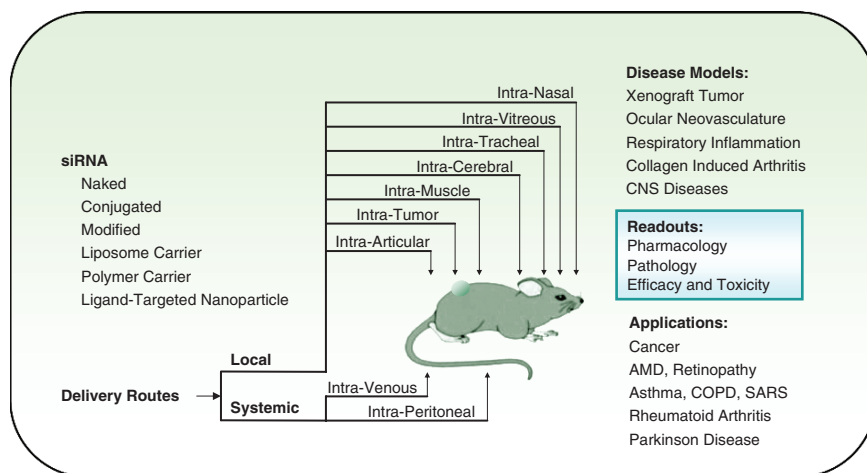 siRNA
Naked
Conjugated
Modified
Liposome Carrier
Polymer Carrier
Ligand-Targeted Nanoparticle
Delivery Routes
Local
Systemic
Intra-Nasal
Intra-Vitreous
Intra-Tracheal
Intra-Cerebral
Intra-Muscle
Intra-Tumor
Intra-Articular
Intra-Venous
Intra-Peritoneal
Disease Models:
Xenograft Tumor
Ocular Neovasculature
Respiratory Inflammation
Collagen Induced Arthritis
CNS Diseases
Readouts:
Pharmacology
Pathology
Efficacy and Toxicity
Applications:
Cancer
AMD, Retinopathy
Asthma, COPD, SARS
Rheumatoid Arthritis
Parkinson Disease